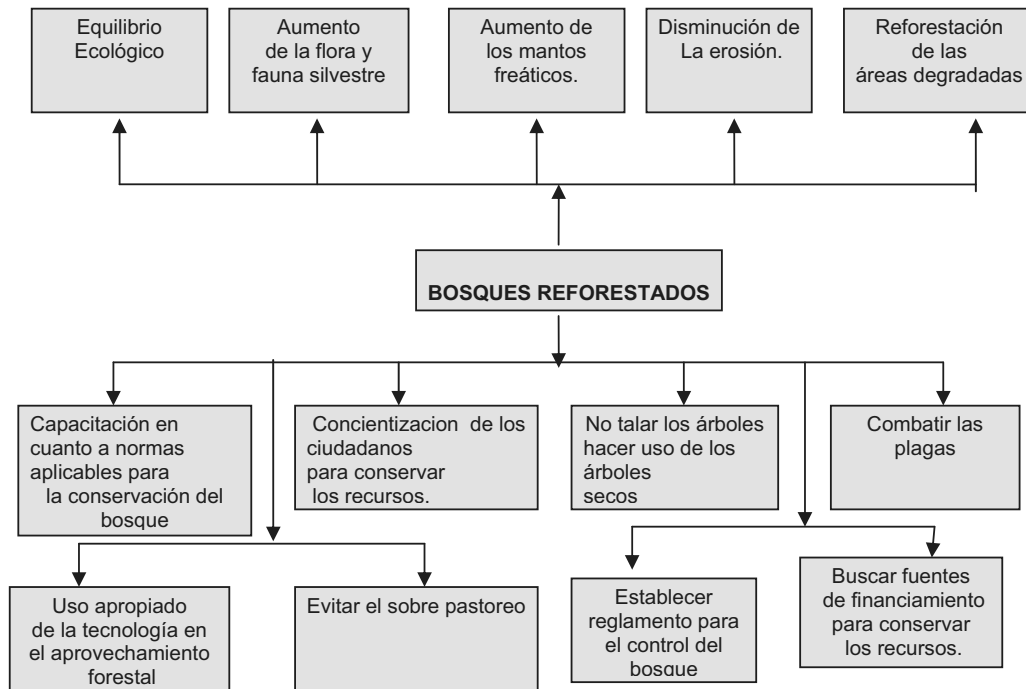 Equilibrio
Ecológico
Aumento
de la flora y
fauna silvestre
Aumento de
los mantos
freáticos.
Disminución de
La erosión.
Reforestación
de las
áreas degradadas
BOSQUES REFORESTADOS
Capacitación en
cuanto a normas
aplicables para
la conservación del
bosque
Concientizacion de los
ciudadanos
para conservar
los recursos.
No talar los árboles
hacer uso de los
árboles
secos
Combatir las
plagas
Uso apropiado
de la tecnología en
el aprovechamiento
forestal
Evitar el sobre pastoreo
Establecer
reglamento para
el control del
bosque
Buscar fuentes
de financiamiento
para conservar
los recursos.